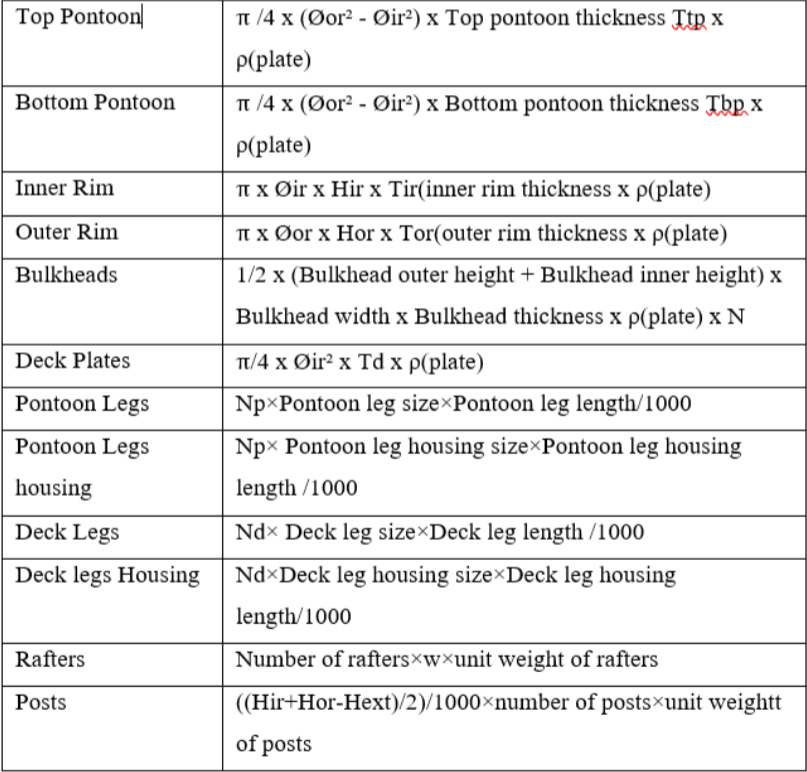 Top Pontoon
π /4 x (Øor² - Øir²) x Top pontoon thickness Ttp x
ρ(plate)
Bottom Pontoon
π /4 x (Øor² - Øir²) x Bottom pontoon thickness Tbp x
ρ(plate)
Inner Rim
π x Øir x Hir x Tir(inner rim thickness x ρ(plate)
Outer Rim
π x Øor x Hor x Tor(outer rim thickness x ρ(plate)
Bulkheads
1/2 x (Bulkhead outer height + Bulkhead inner height) x
Bulkhead width x Bulkhead thickness x ρ(plate) x N
Deck Plates
π/4 x Øir² x Td x ρ(plate)
Pontoon Legs
Np×Pontoon leg size×Pontoon leg length/1000
Pontoon Legs
housing
Np× Pontoon leg housing size×Pontoon leg housing
length /1000
Deck Legs
Nd× Deck leg size×Deck leg length /1000
Deck legs Housing
Nd×Deck leg housing size×Deck leg housing
length/1000
Rafters
Number of rafters×w×unit weight of rafters
Posts
((Hir+Hor-Hext)/2)/1000×number of posts×unit weightt
of posts